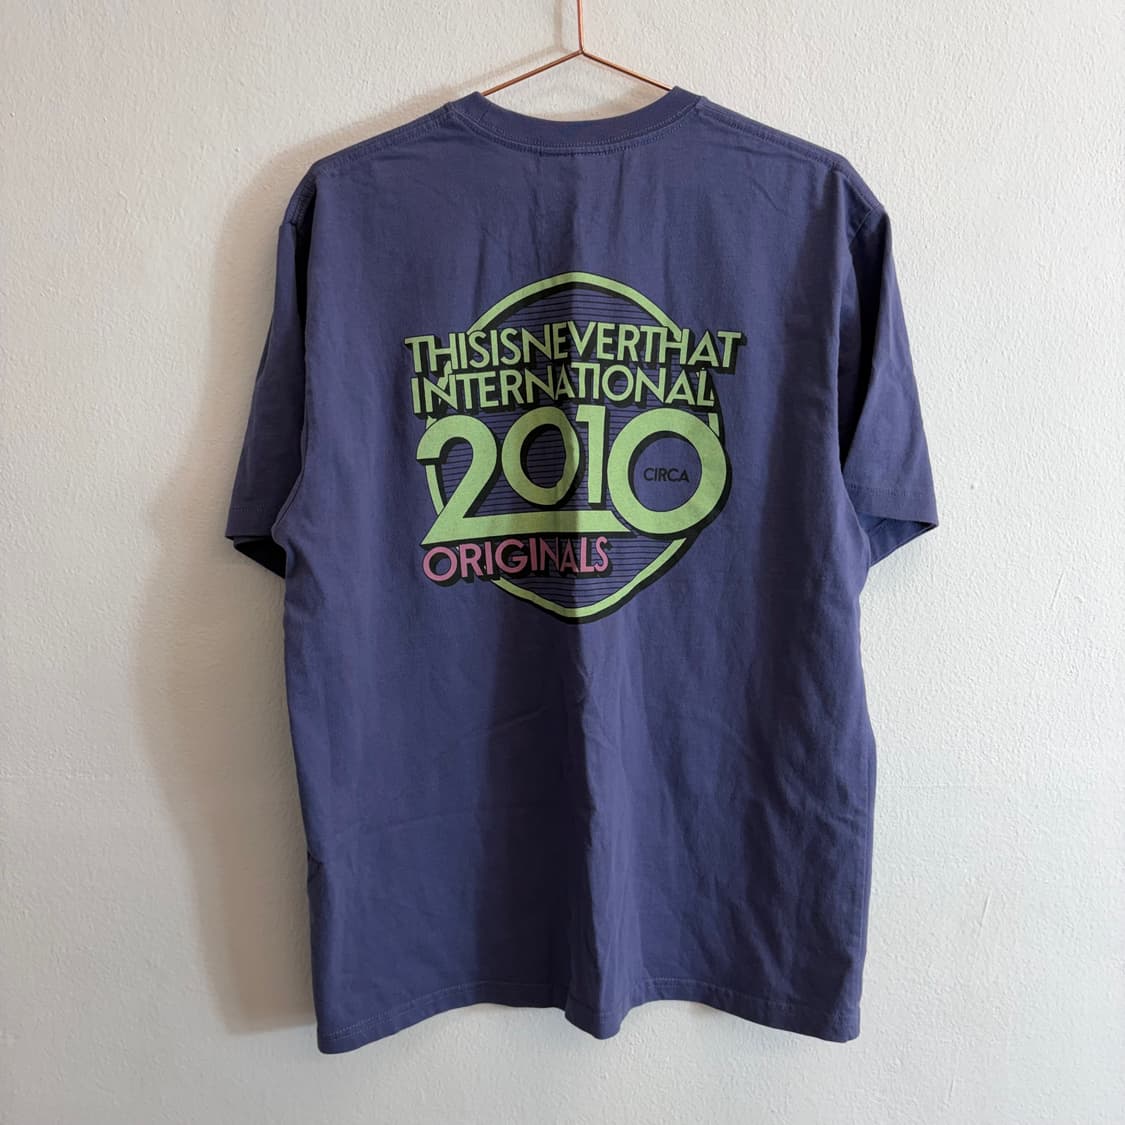 THISISNEVERTHAT
INTERNATIONAL
2010
CIRCA
ORIGINALS